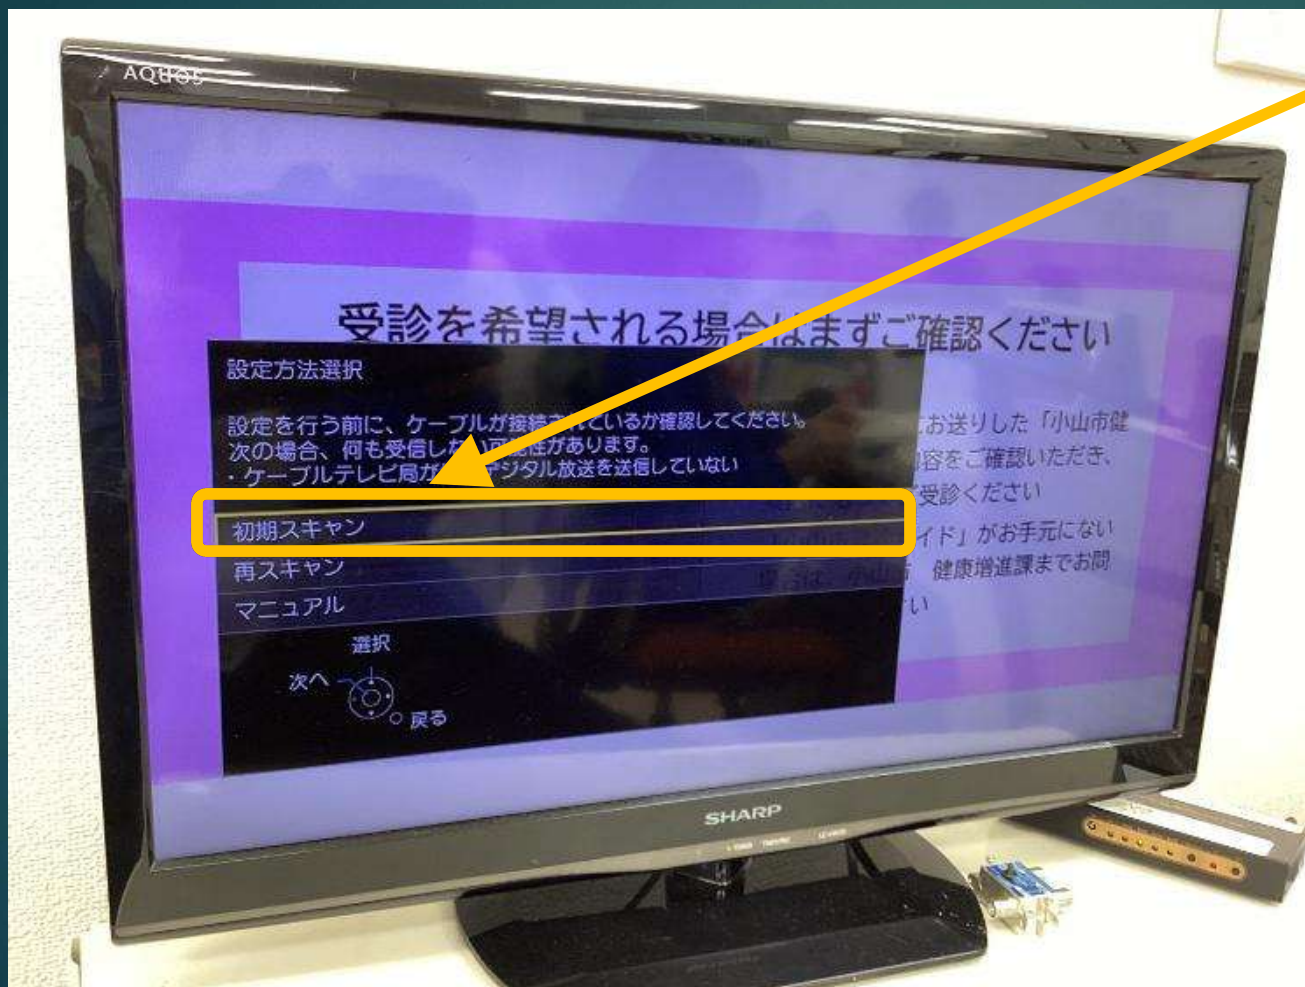 AQUOS
受診を希望される場合はまずご確認ください
設定方法選択
設定を行う前に、ケーブルが接続されているか確認してください。
次の場合、何も受信しない可能性があります。
・ケーブルテレビ局が デジタル放送を送信していない
お送りした「小山市健
内容をご確認いただき、
受診ください
初期スキャン
イド」がお手元にない
再スキャン
健康増進課までお問
マニュアル
選択
次へ
戻る
SHARP